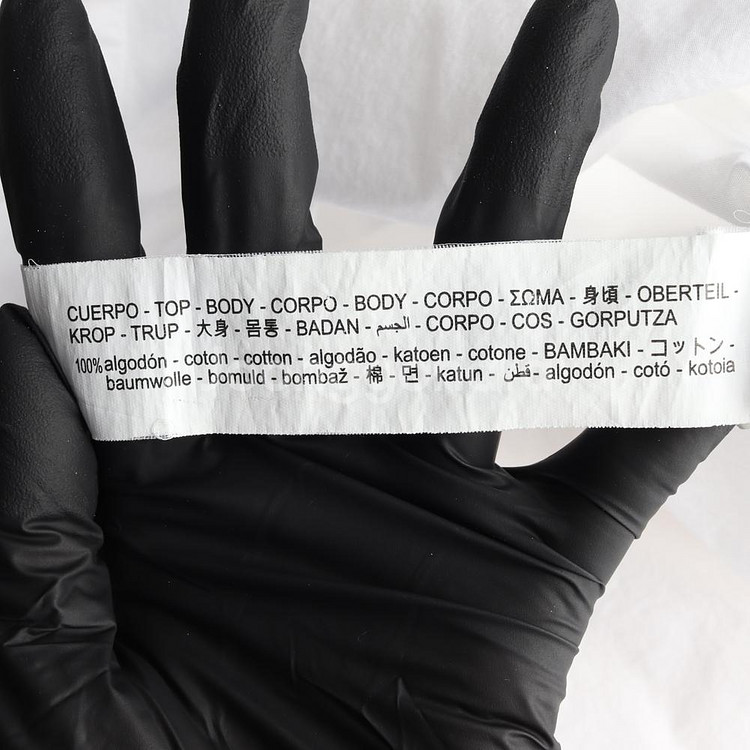 CUERPO - TOP - BODY - CORPO - BODY - CORPO - ΣΩΜΑ - 身頃 - OBERTEIL -
KROP - TRUP - 大身 - 몸통 - BADAN - الجسم - CORPO - COS - GORPUTZA
100% algodón - coton - cotton - algodão - katoen - cotone - BAMBAKI - コットン -
baumwolle - bomuld - bombaž - 棉 - 면 - katun - قطن - algodón - cotó - kotoia